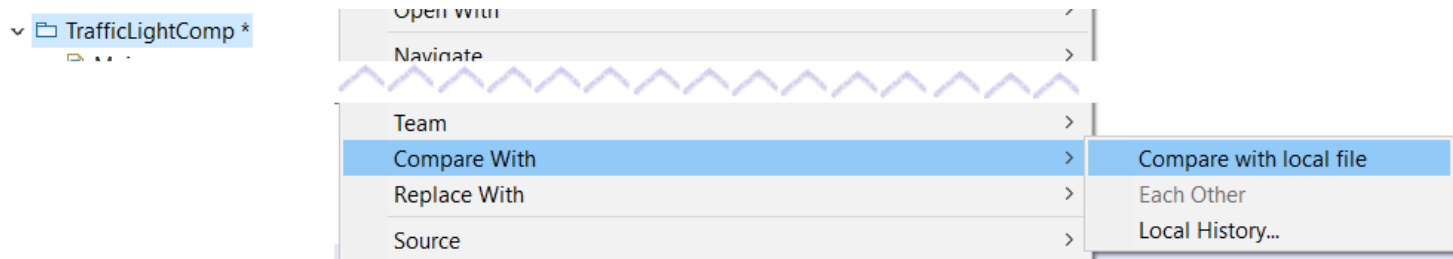 TrafficLightComp *
Open With
Navigate
Team
Compare With
Compare with local file
Replace With
Each Other
Source
Local History...